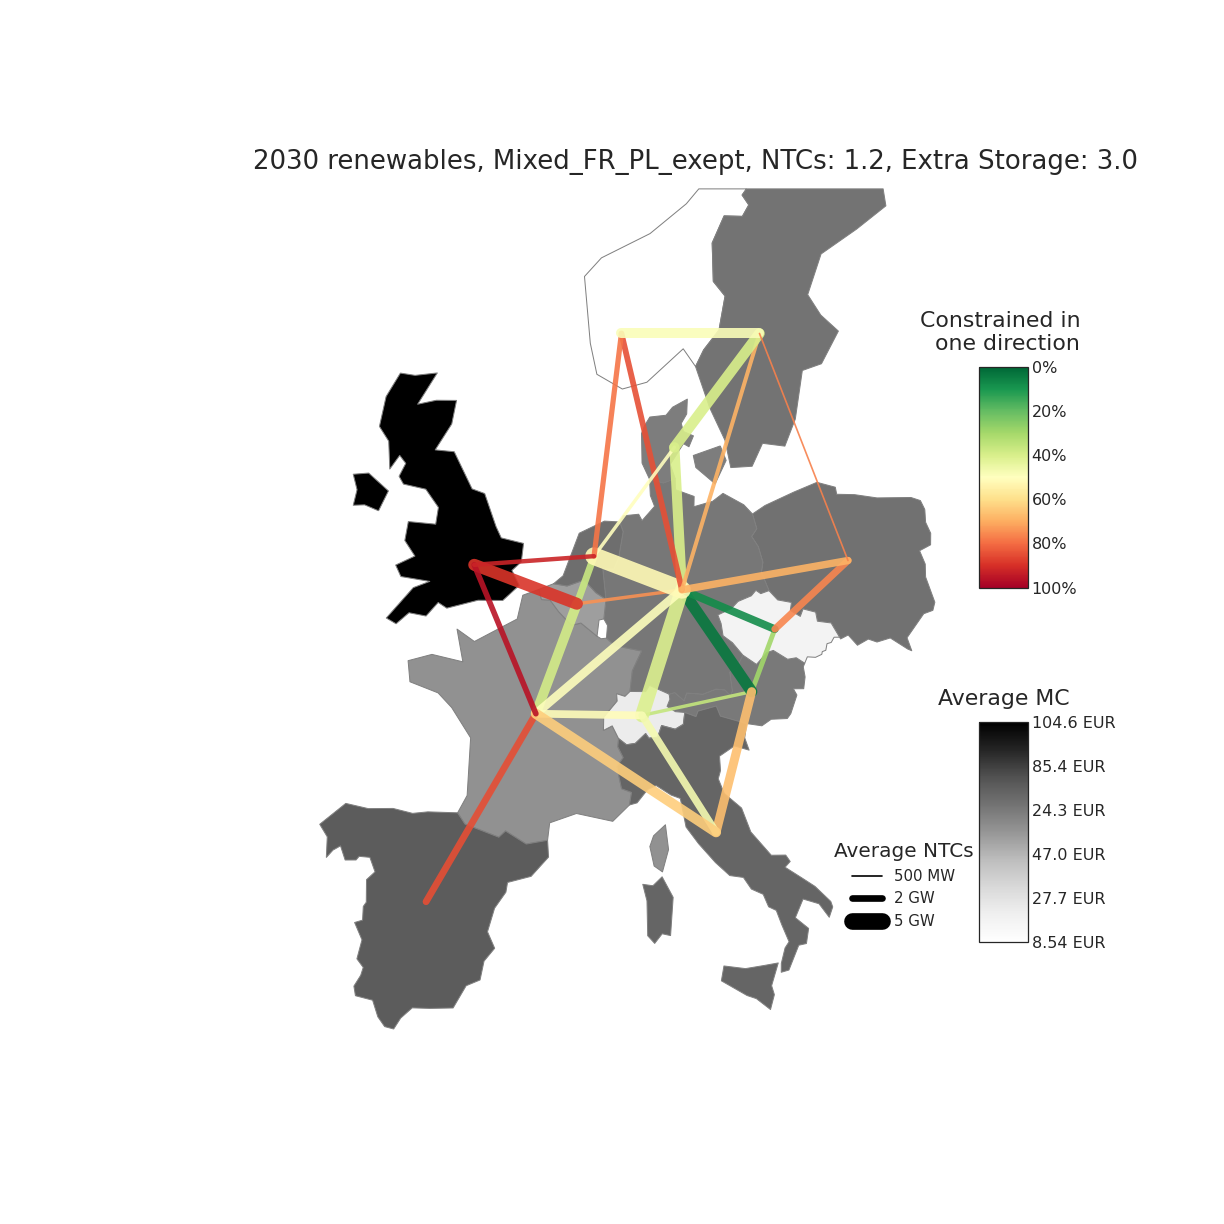 2030 renewables, Mixed_FR_PL_exept, NTCs: 1.2, Extra Storage: 3.0
Constrained in
one direction
0%
20%
40%
60%
80%
100%
Average MC
104.6 EUR
85.4 EUR
24.3 EUR
47.0 EUR
27.7 EUR
8.54 EUR
Average NTCs
500 MW
2 GW
5 GW